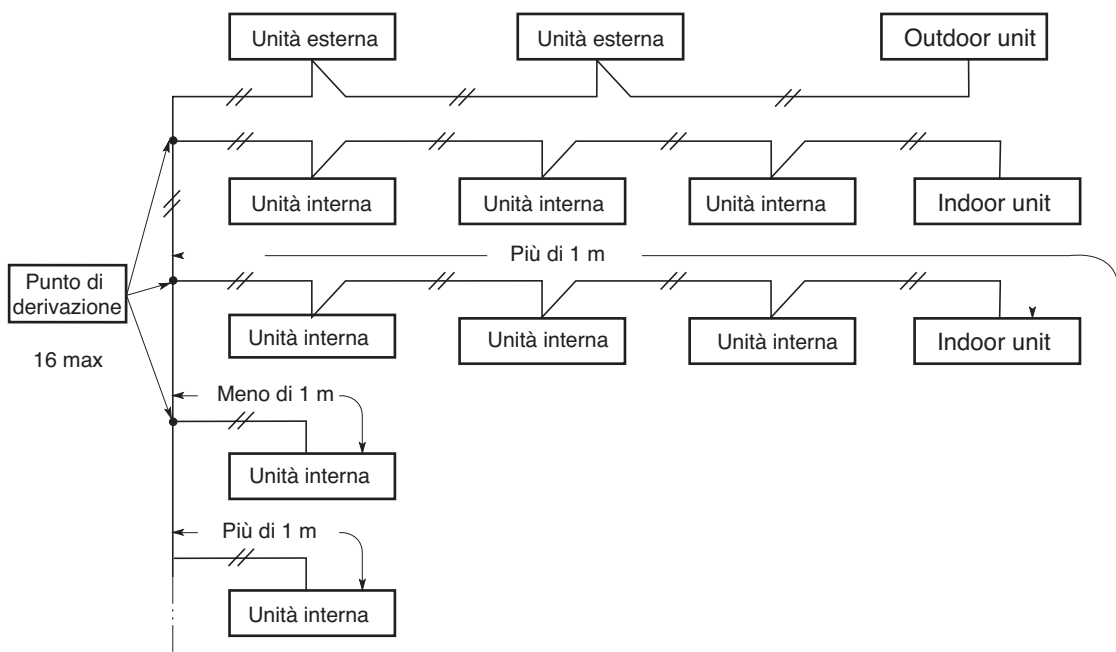 Unità esterna
Unità esterna
Outdoor unit
Unità interna
Unità interna
Unità interna
Indoor unit
Più di 1 m
Punto di
derivazione
16 max
Unità interna
Unità interna
Unità interna
Indoor unit
Meno di 1 m
Unità interna
Più di 1 m
Unità interna